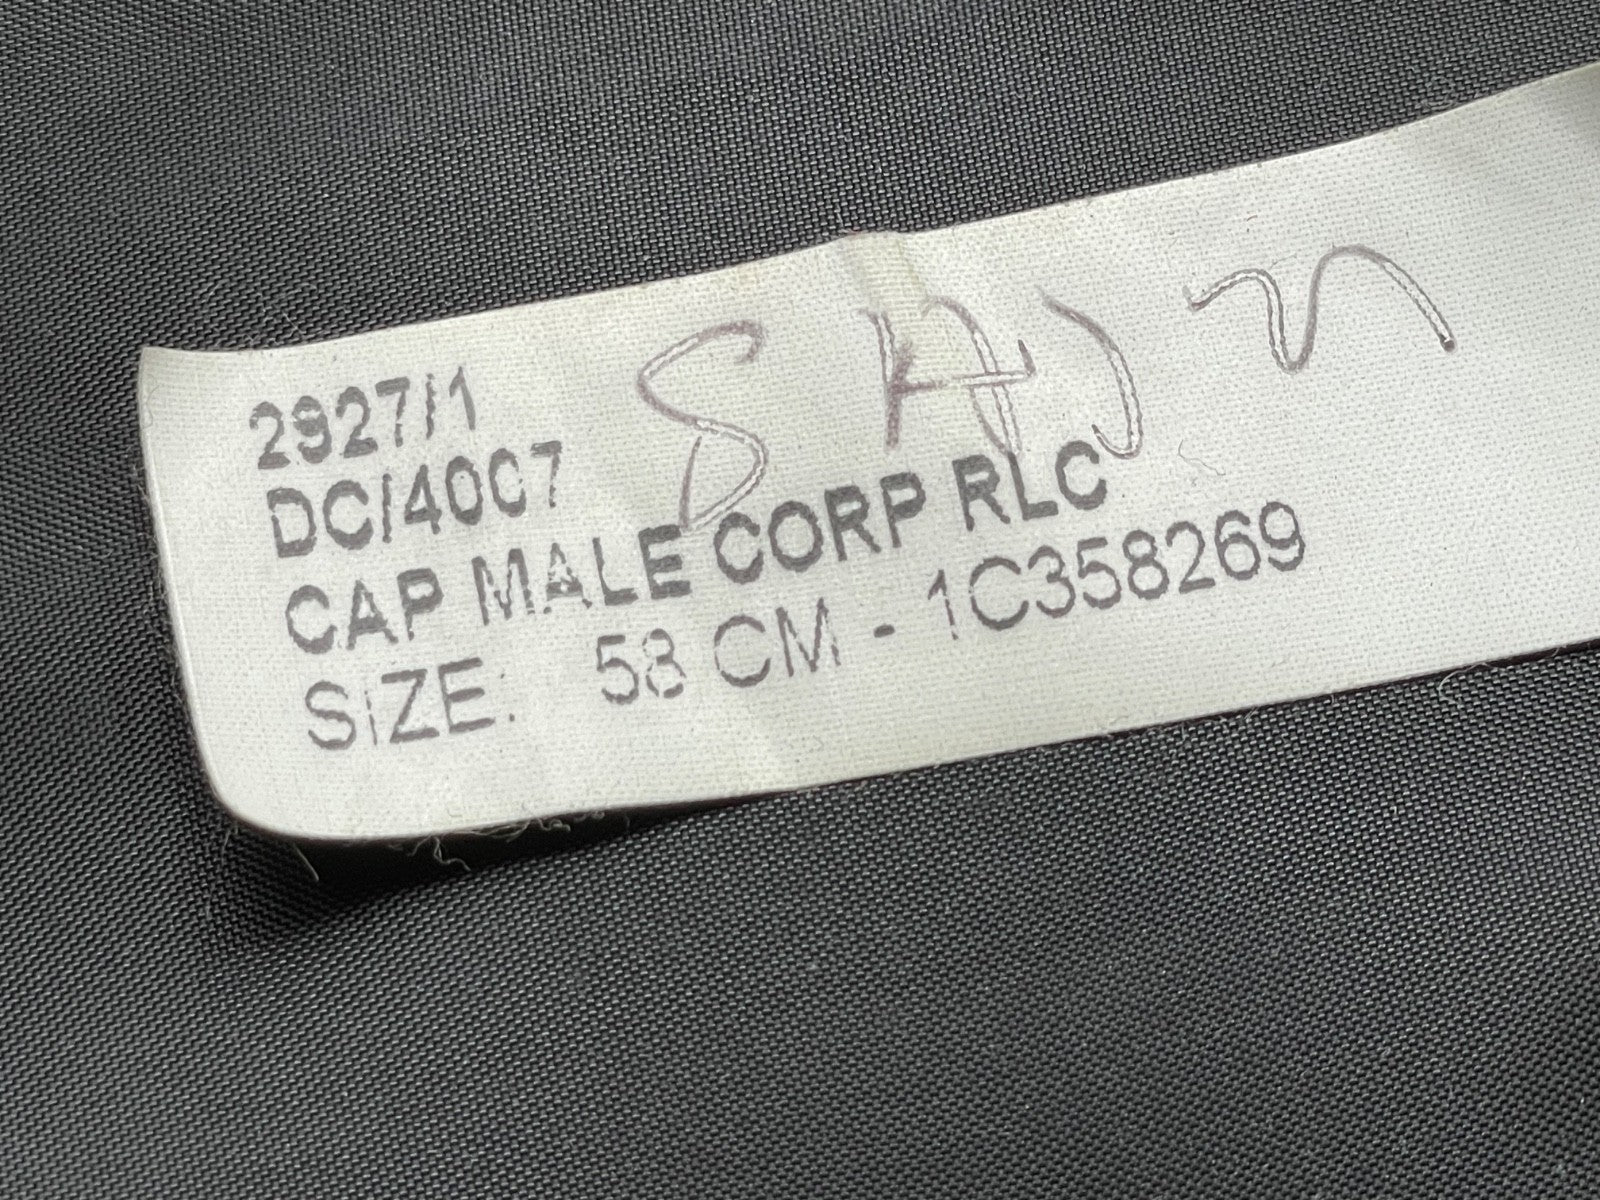 2927/1
DC/4007
CAP MALE CORP RLC
SIZE: 58 CM - 1C358269